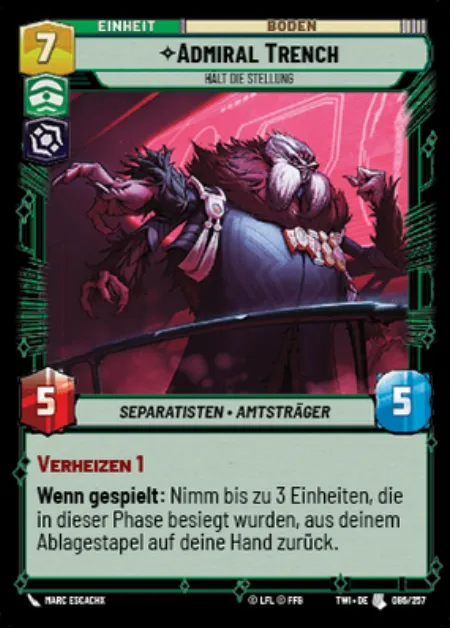 EINHEIT
BODEN
7
ADMIRAL TRENCH
HÄLT DIE STELLUNG
5
5
SEPARATISTEN • AMTSTRÄGER
VERHEIZEN 1
Wenn gespielt: Nimm bis zu 3 Einheiten, die
in dieser Phase besiegt wurden, aus deinem
Ablagestapel auf deine Hand zurück.
MARC ESCACHX
© LFL © FFG
TWI • DE
086/257